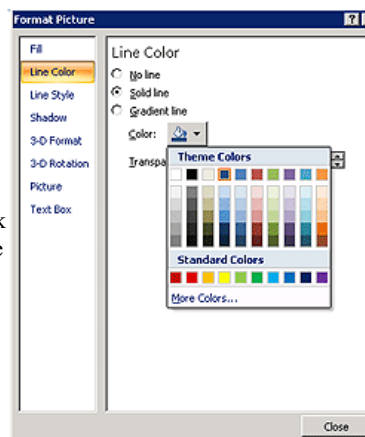 Format Picture
Fill
Line Color
Line Style
Shadow
3-D Format
3-D Rotation
Picture
Text Box
Line Color
No line
Solid line
Gradient line
Color:
Theme Colors
Standard Colors
More Colors...
Close